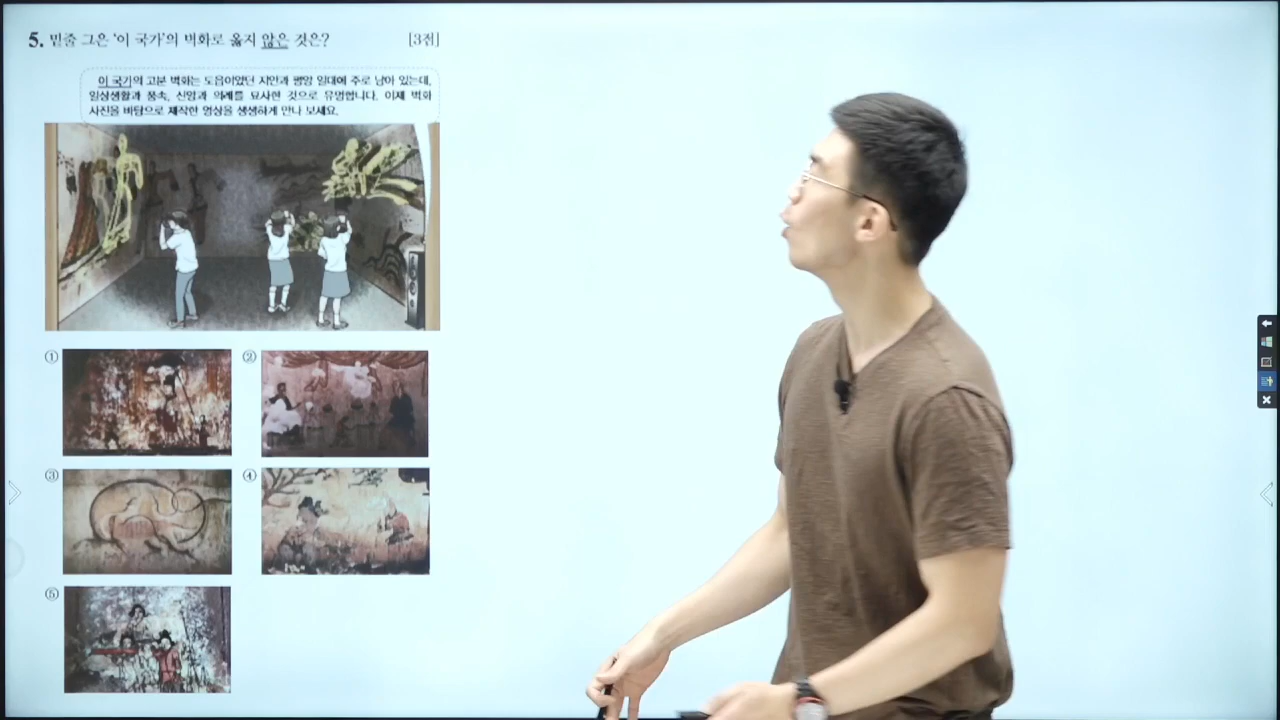 5. 밑줄 그은 '이 국가'의 벽화로 옳지 않은 것은? [3점]
이 국가의 고분 벽화는 도읍이었던 지안과 평양 일대에 주로 남아 있는데,
일상생활과 풍속, 신앙과 의례를 묘사한 것으로 유명합니다. 이제 벽화
사진을 바탕으로 제작한 영상을 생생하게 만나 보세요.
① ②
③ ④
⑤